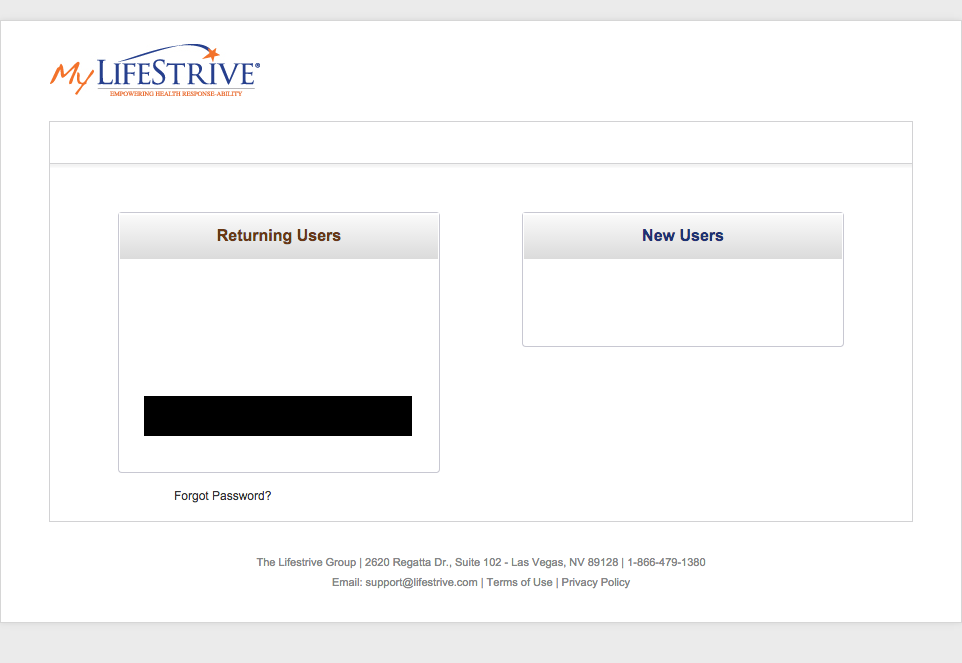 My LIFESTRIVE®
EMPOWERING HEALTH RESPONSE-ABILITY
Returning Users
New Users
Forgot Password?
The Lifestrive Group | 2620 Regatta Dr., Suite 102 - Las Vegas, NV 89128 | 1-866-479-1380
Email: support@lifestrive.com | Terms of Use | Privacy Policy